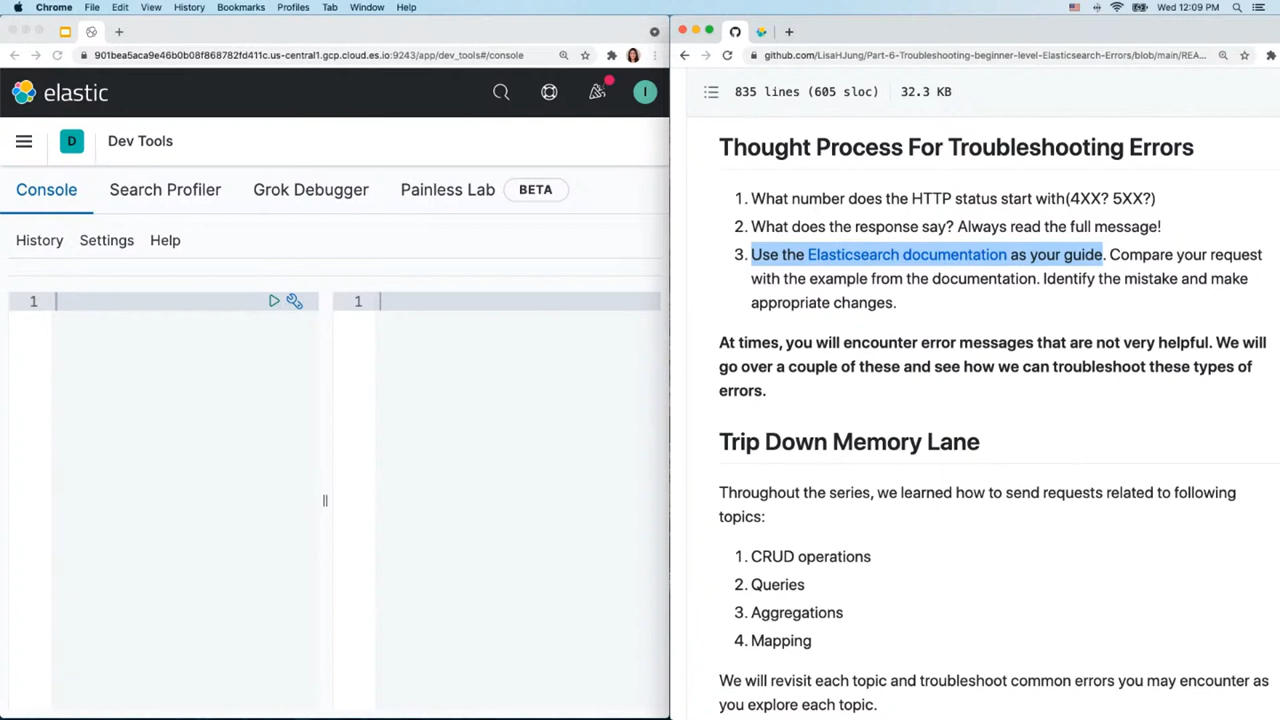 Chrome File Edit View History Bookmarks Profiles Tab Window Help Wed 12:09 PM
901bea5aca9e46b0b08f868782fd411c.us-central1.gcp.cloud.es.io:9243/app/dev_tools#/console
github.com/LisaHJung/Part-6-Troubleshooting-beginner-level-Elasticsearch-Errors/blob/main/REA...
elastic
I
D Dev Tools
Console Search Profiler Grok Debugger Painless Lab BETA
History Settings Help
1
1
835 lines (605 sloc) 32.3 KB
Thought Process For Troubleshooting Errors
1. What number does the HTTP status start with(4XX? 5XX?)
2. What does the response say? Always read the full message!
3. Use the Elasticsearch documentation as your guide. Compare your request
with the example from the documentation. Identify the mistake and make
appropriate changes.
At times, you will encounter error messages that are not very helpful. We will
go over a couple of these and see how we can troubleshoot these types of
errors.
Trip Down Memory Lane
Throughout the series, we learned how to send requests related to following
topics:
1. CRUD operations
2. Queries
3. Aggregations
4. Mapping
We will revisit each topic and troubleshoot common errors you may encounter as
you explore each topic.